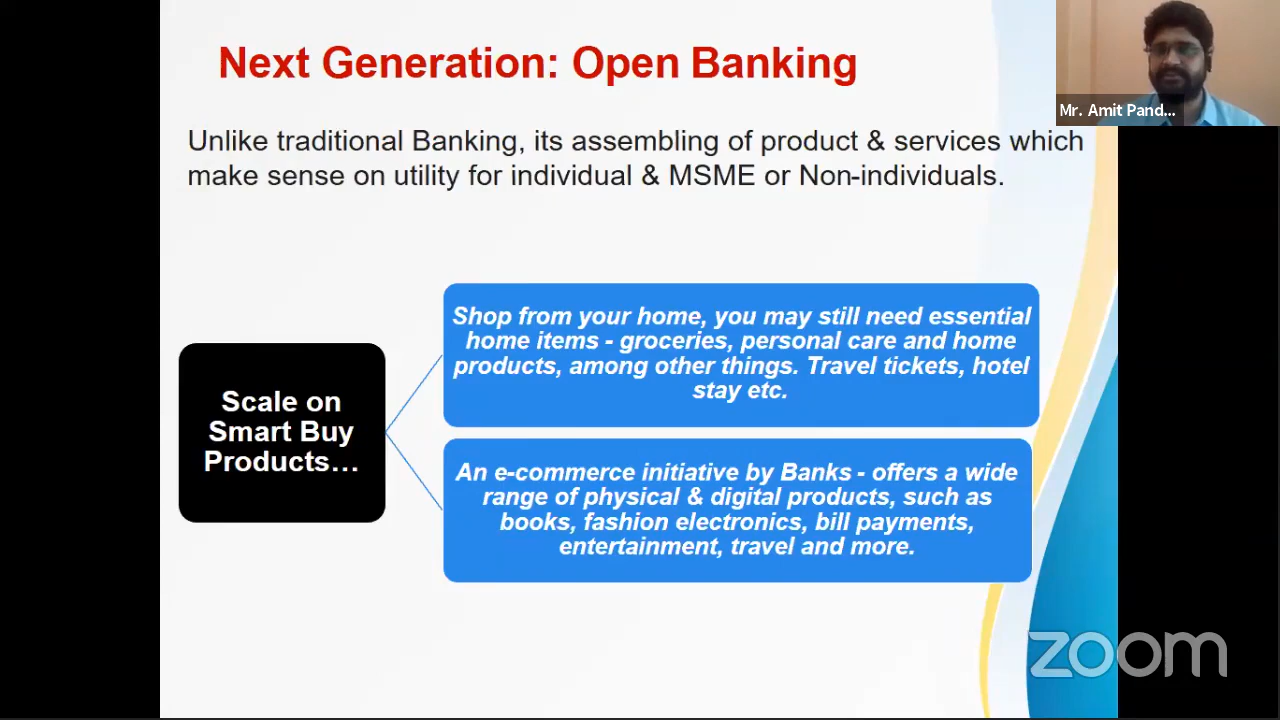 Next Generation: Open Banking
Mr. Amit Pand...
Unlike traditional Banking, its assembling of product & services which
make sense on utility for individual & MSME or Non-individuals.
Scale on
Smart Buy
Products…
Shop from your home, you may still need essential
home items - groceries, personal care and home
products, among other things. Travel tickets, hotel
stay etc.
An e-commerce initiative by Banks - offers a wide
range of physical & digital products, such as
books, fashion electronics, bill payments,
entertainment, travel and more.
zoom